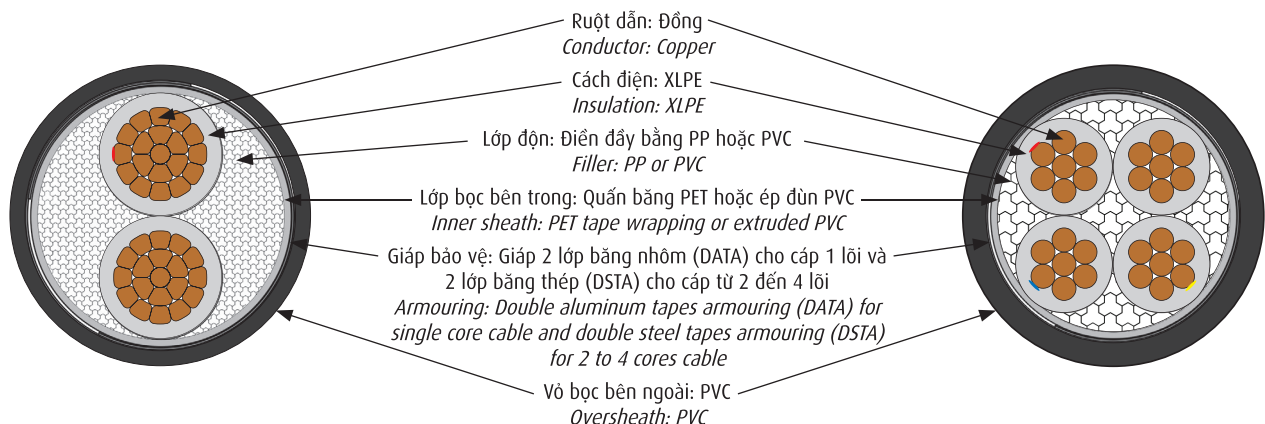 Ruột dẫn: Đồng
Conductor: Copper
Cách điện: XLPE
Insulation: XLPE
Lớp độn: Điền đầy bằng PP hoặc PVC
Filler: PP or PVC
Lớp bọc bên trong: Quấn băng PET hoặc ép đùn PVC
Inner sheath: PET tape wrapping or extruded PVC
Giáp bảo vệ: Giáp 2 lớp băng nhôm (DATA) cho cáp 1 lõi và
2 lớp băng thép (DSTA) cho cáp từ 2 đến 4 lõi
Armouring: Double aluminum tapes armouring (DATA) for
single core cable and double steel tapes armouring (DSTA)
for 2 to 4 cores cable
Vỏ bọc bên ngoài: PVC
Oversheath: PVC